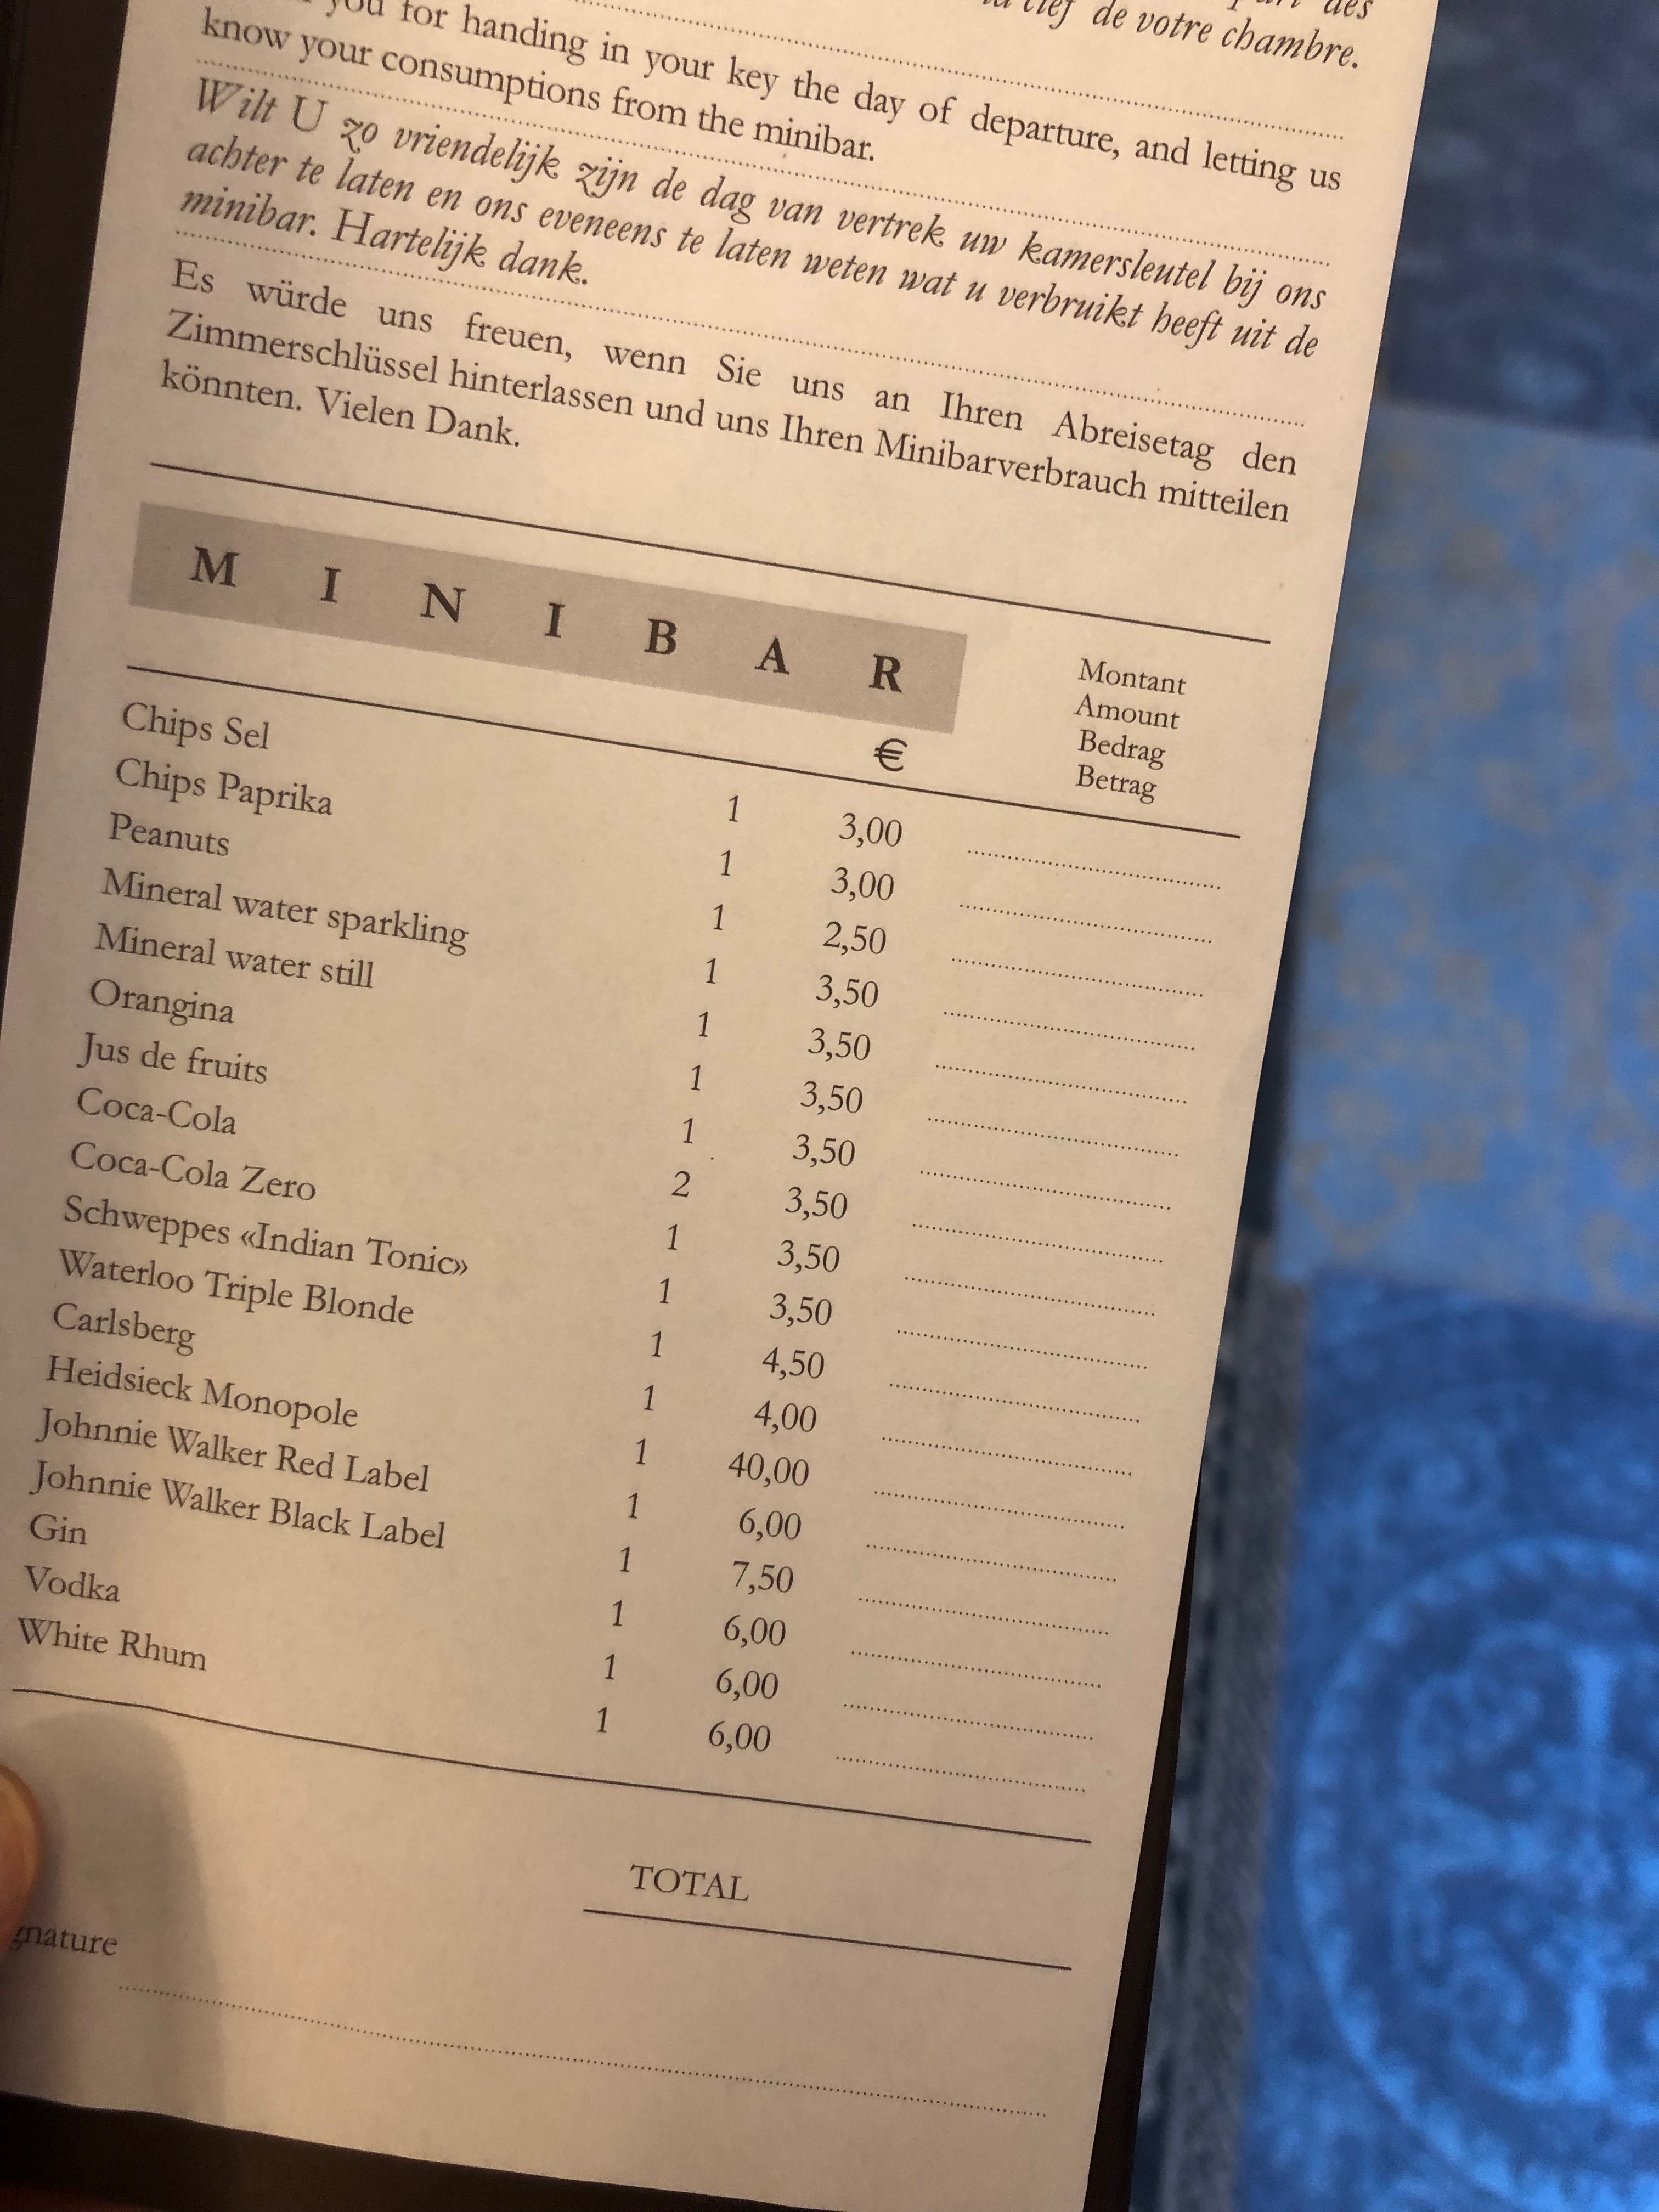 des
clef de votre chambre.
you for handing in your key the day of departure, and letting us
know your consumptions from the minibar.
Wilt U zo vriendelijk zijn de dag van vertrek uw kamersleutel bij ons
achter te laten en ons eveneens te laten weten wat u verbruikt heeft uit de
minibar. Hartelijk dank.
Es würde uns freuen, wenn Sie uns an Ihren Abreisetag den
Zimmerschlüssel hinterlassen und uns Ihren Minibarverbrauch mitteilen
könnten. Vielen Dank.
MINIBAR
Montant
Amount
Bedrag
Betrag
€
Chips Sel 1 3,00
Chips Paprika 1 3,00
Peanuts 1 2,50
Mineral water sparkling 1 3,50
Mineral water still 1 3,50
Orangina 1 3,50
Jus de fruits 1 3,50
Coca-Cola 2 3,50
Coca-Cola Zero 1 3,50
Schweppes «Indian Tonic» 1 3,50
Waterloo Triple Blonde 1 4,50
Carlsberg 1 4,00
Heidsieck Monopole 1 40,00
Johnnie Walker Red Label 1 6,00
Johnnie Walker Black Label 1 7,50
Gin 1 6,00
Vodka 1 6,00
White Rhum 1 6,00
TOTAL
gnature